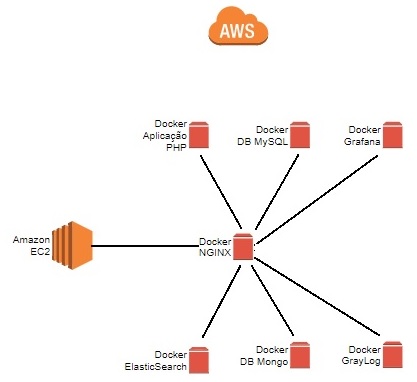 AWS
Docker
Aplicação
PHP
Docker
DB MySQL
Docker
Grafana
Amazon
EC2
Docker
NGINX
Docker
ElasticSearch
Docker
DB Mongo
Docker
GrayLog